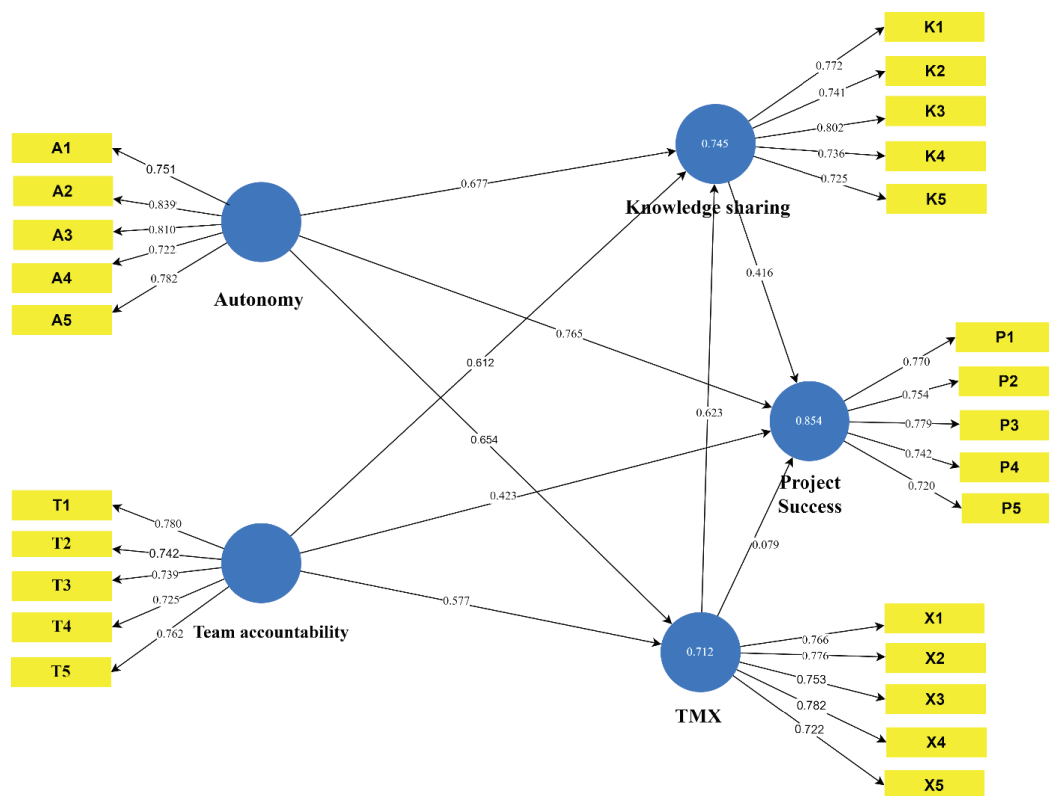 K1
0.772
K2
0.741
K3
0.802
K4
0.736
K5
0.725
0.745
Knowledge sharing
A1
0.751
A2
0.839
A3
0.810
A4
0.722
A5
0.782
Autonomy
0.677
0.416
0.765
0.612
0.623
0.654
0.423
0.079
0.577
P1
0.770
P2
0.754
P3
0.779
P4
0.742
P5
0.720
0.854
Project
Success
T1
0.780
T2
0.742
T3
0.739
T4
0.725
T5
0.762
Team accountability
X1
0.766
X2
0.776
X3
0.753
X4
0.782
X5
0.722
0.712
TMX